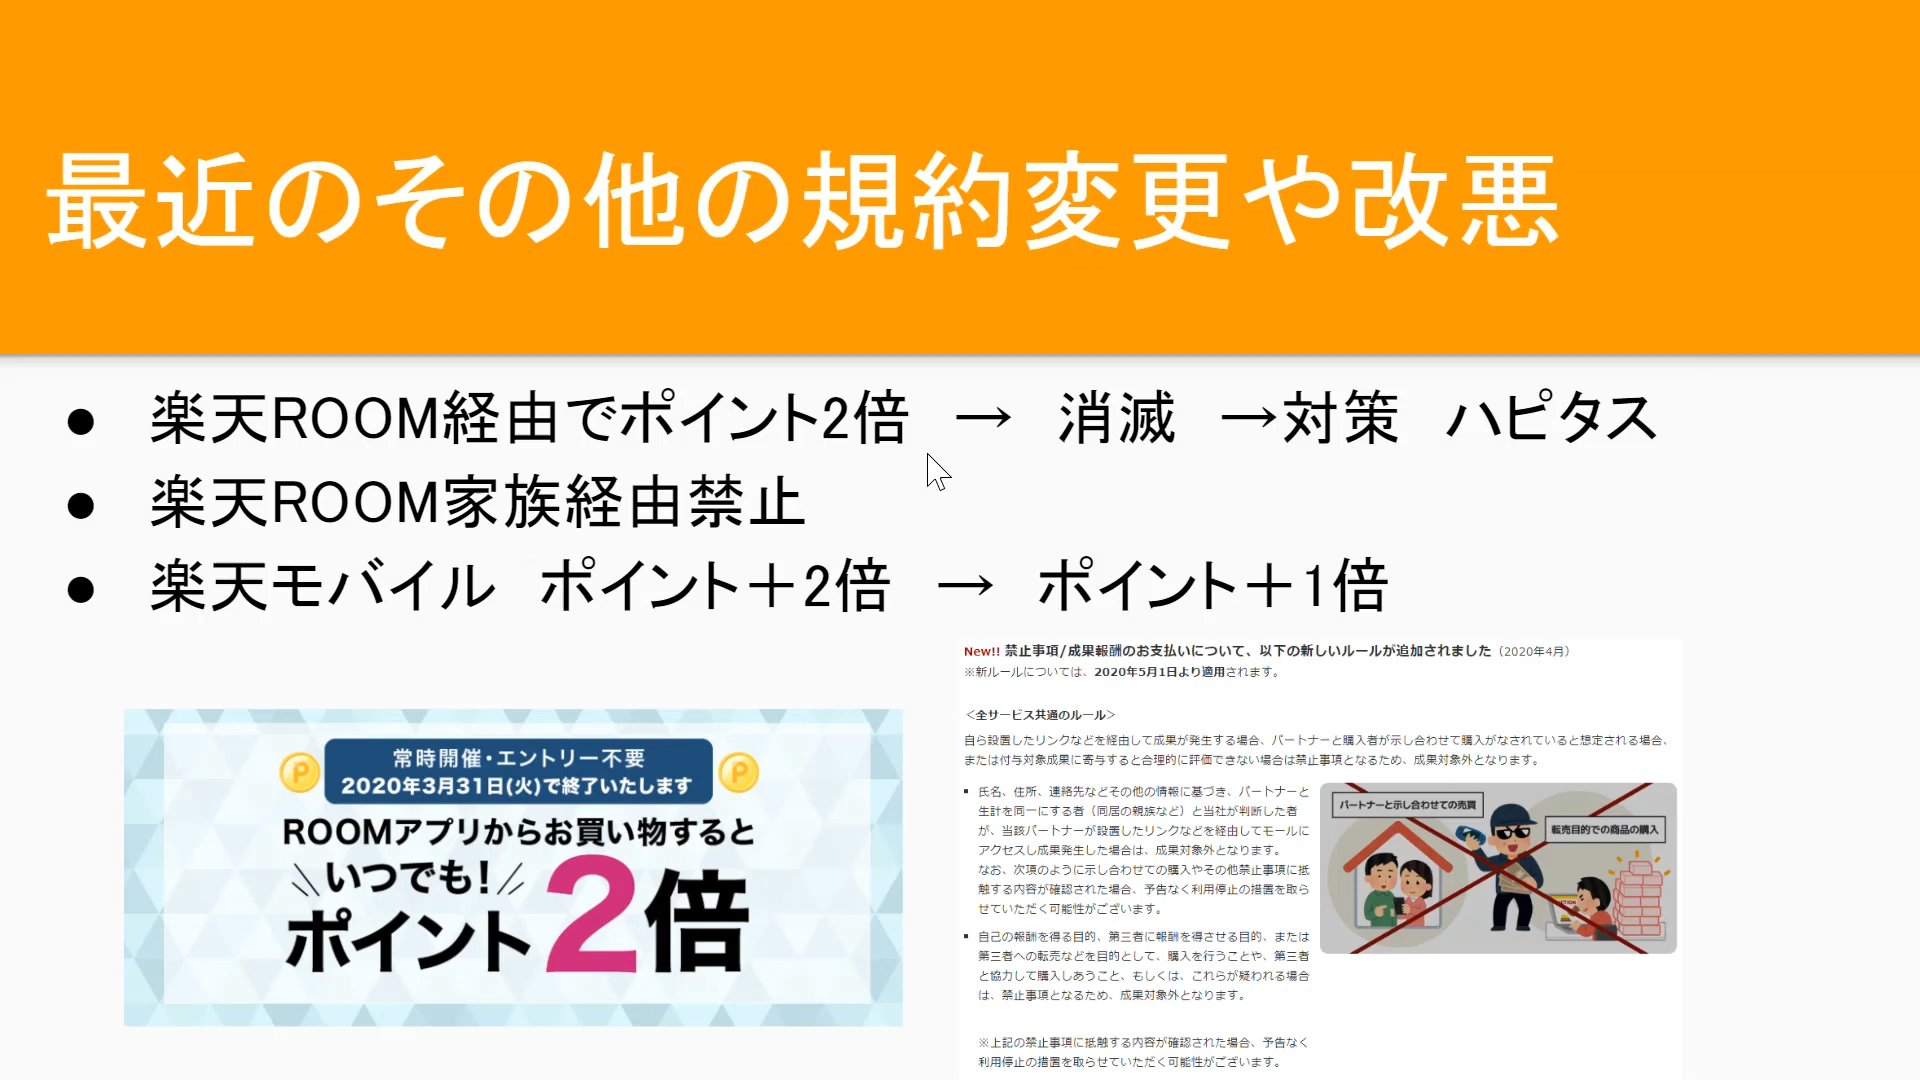 最近のその他の規約変更や改悪
● 楽天ROOM経由でポイント2倍 → 消滅 →対策 ハピタス
● 楽天ROOM家族経由禁止
● 楽天モバイル ポイント＋2倍 → ポイント＋1倍
常時開催・エントリー不要
2020年3月31日(火)で終了いたします
ROOMアプリからお買い物すると
いつでも!
ポイント2倍
New!! 禁止事項/成果報酬のお支払いについて、以下の新しいルールが追加されました（2020年4月）
※新ルールについては、2020年5月1日より適用されます。
＜全サービス共通のルール＞
自ら設置したリンクなどを経由して成果が発生する場合、パートナーと購入者が示し合わせて購入がなされていると想定される場合、
または付与対象成果に寄与すると合理的に評価できない場合は禁止事項となるため、成果対象外となります。
氏名、住所、連絡先などその他の情報に基づき、パートナーと
生計を同一にする者（同居の親族など）と当社が判断した者
が、当該パートナーが設置したリンクなどを経由してモールに
アクセスし成果発生した場合は、成果対象外となります。
なお、次項のように示し合わせての購入やその他禁止事項に抵
触する内容が確認された場合、予告なく利用停止の措置を取ら
せていただく可能性がございます。
自己の報酬を得る目的、第三者に報酬を得させる目的、または
第三者への転売などを目的として、購入を行うことや、第三者
と協力して購入しあうこと、もしくは、これらが疑われる場合
は、禁止事項となるため、成果対象外となります。
※上記の禁止事項に抵触する内容が確認された場合、予告なく
利用停止の措置を取らせていただく可能性がございます。
パートナーと示し合わせての売買
転売目的での商品の購入